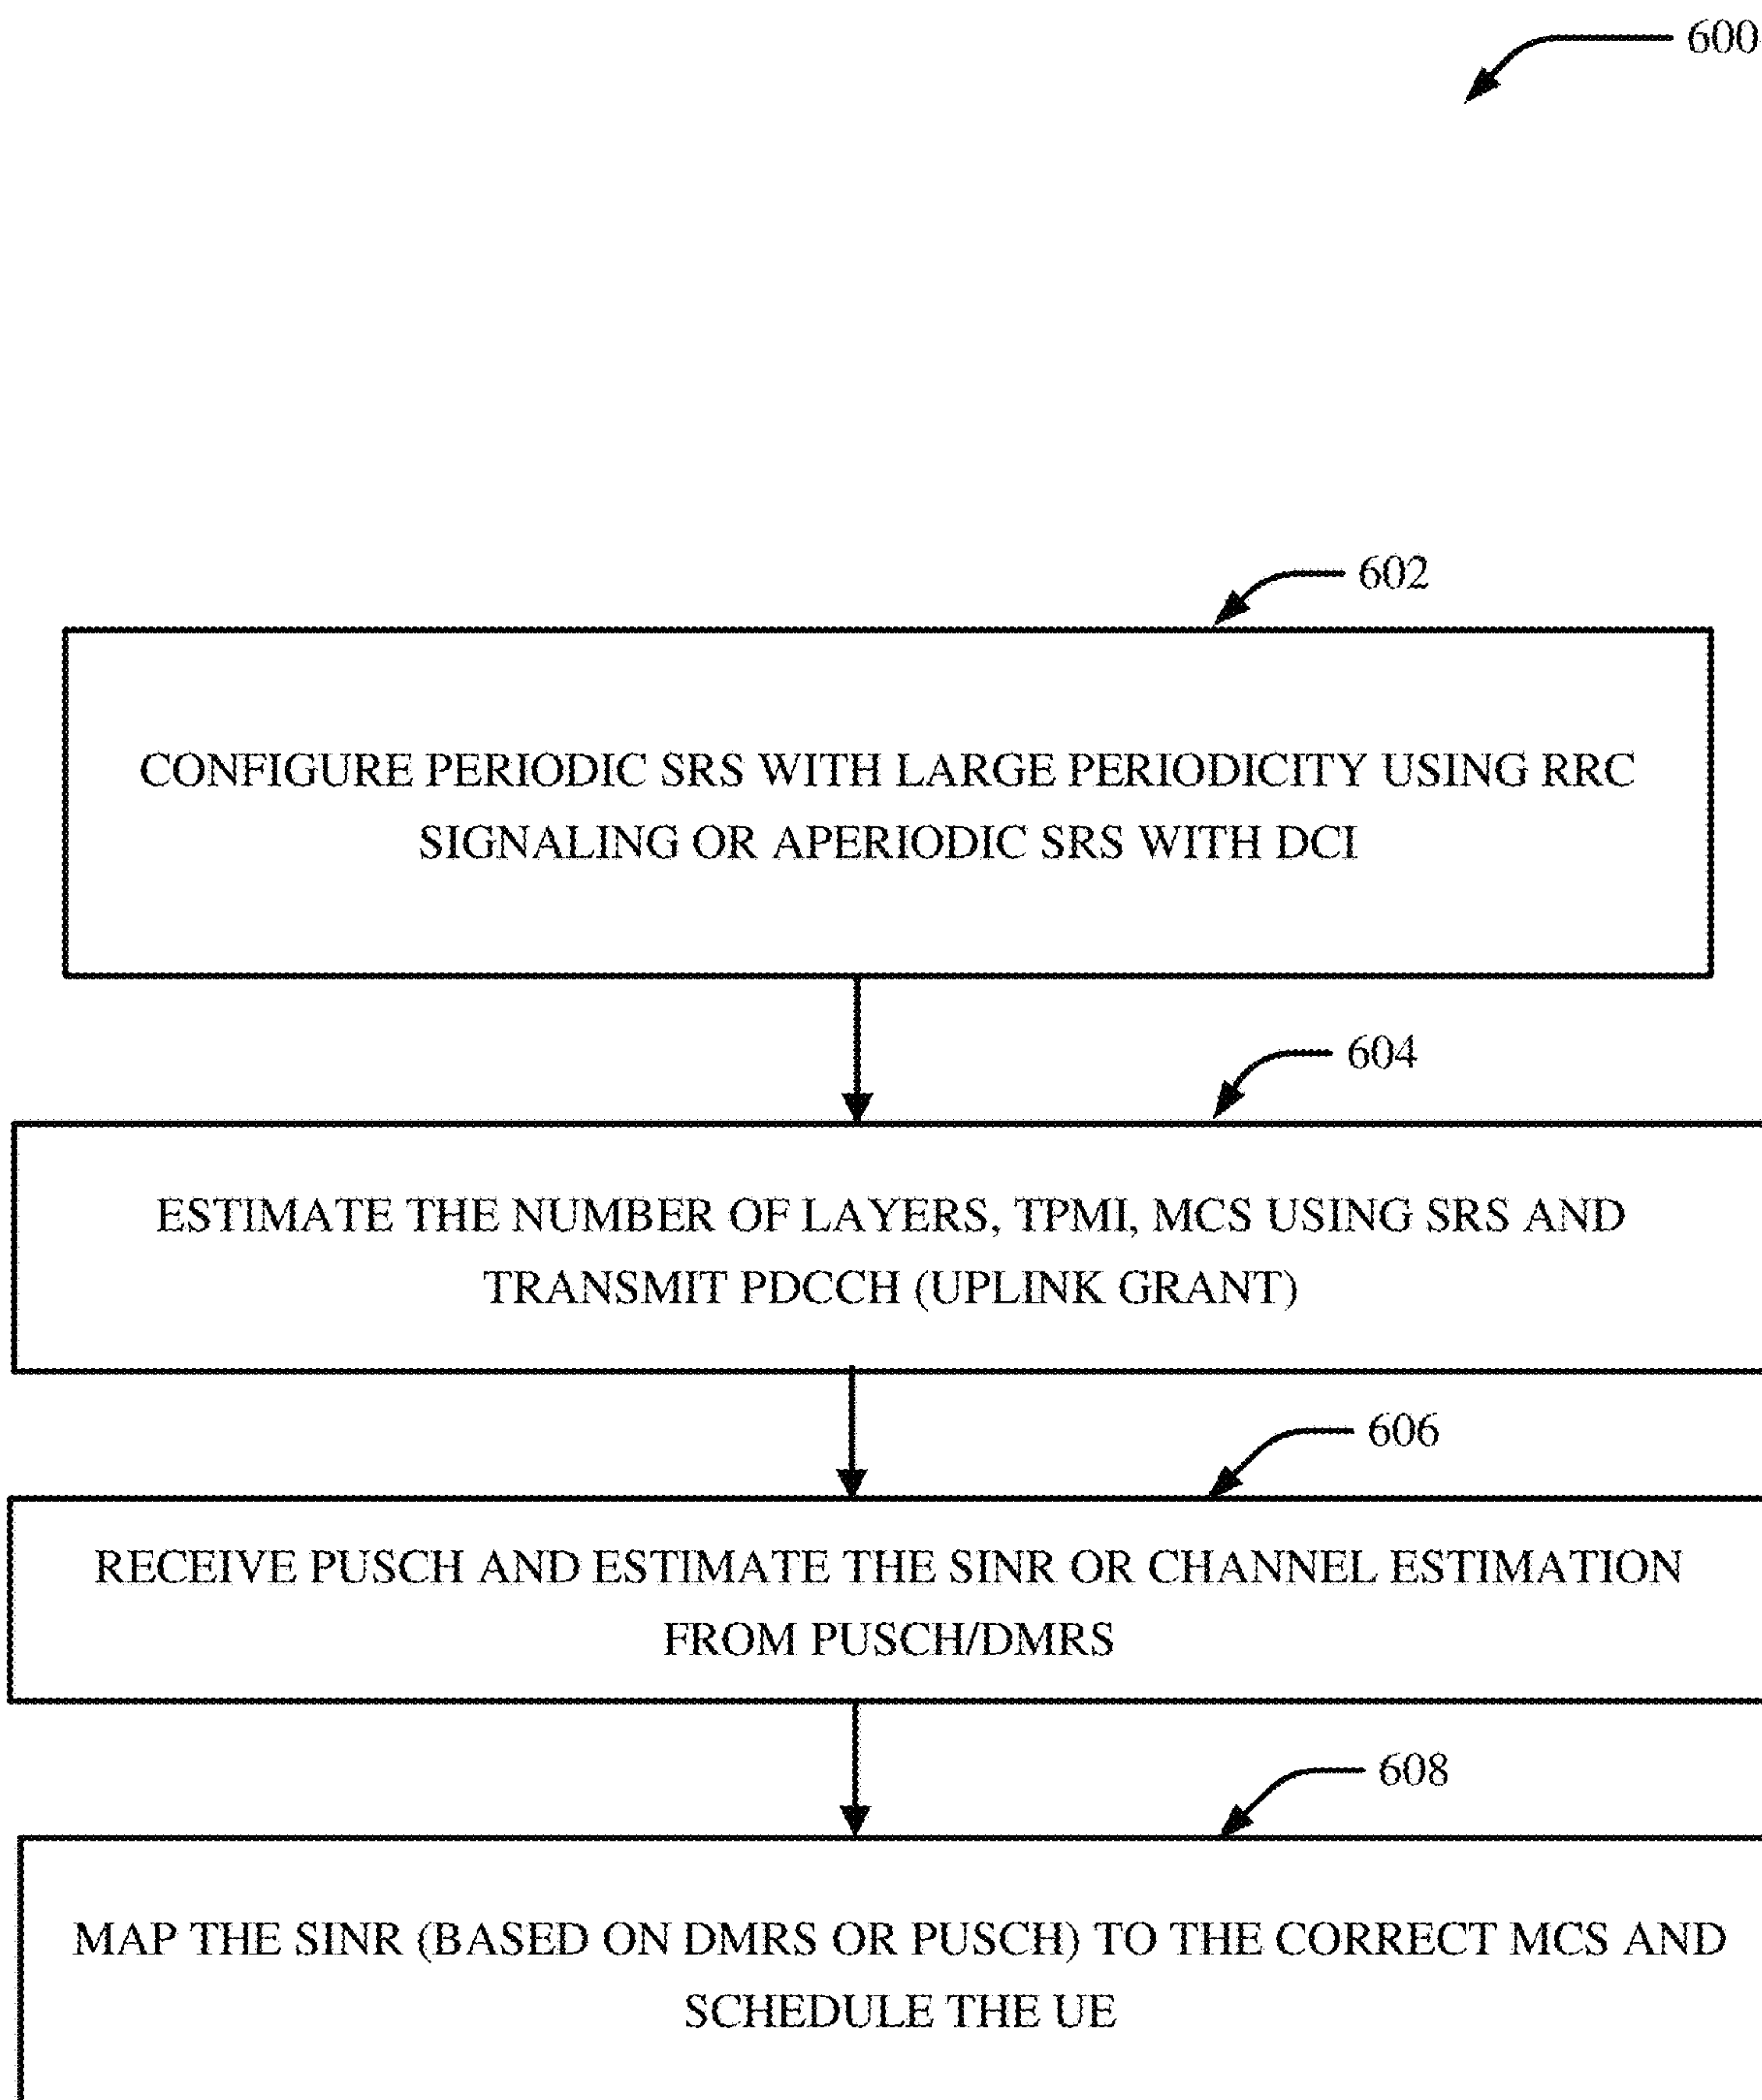 600
602
CONFIGURE PERIODIC SRS WITH LARGE PERIODICITY USING RRC
SIGNALING OR APERIODIC SRS WITH DCI
604
ESTIMATE THE NUMBER OF LAYERS, TPMI, MCS USING SRS AND
TRANSMIT PDCCH (UPLINK GRANT)
606
RECEIVE PUSCH AND ESTIMATE THE SINR OR CHANNEL ESTIMATION
FROM PUSCH/DMRS
608
MAP THE SINR (BASED ON DMRS OR PUSCH) TO THE CORRECT MCS AND
SCHEDULE THE UE